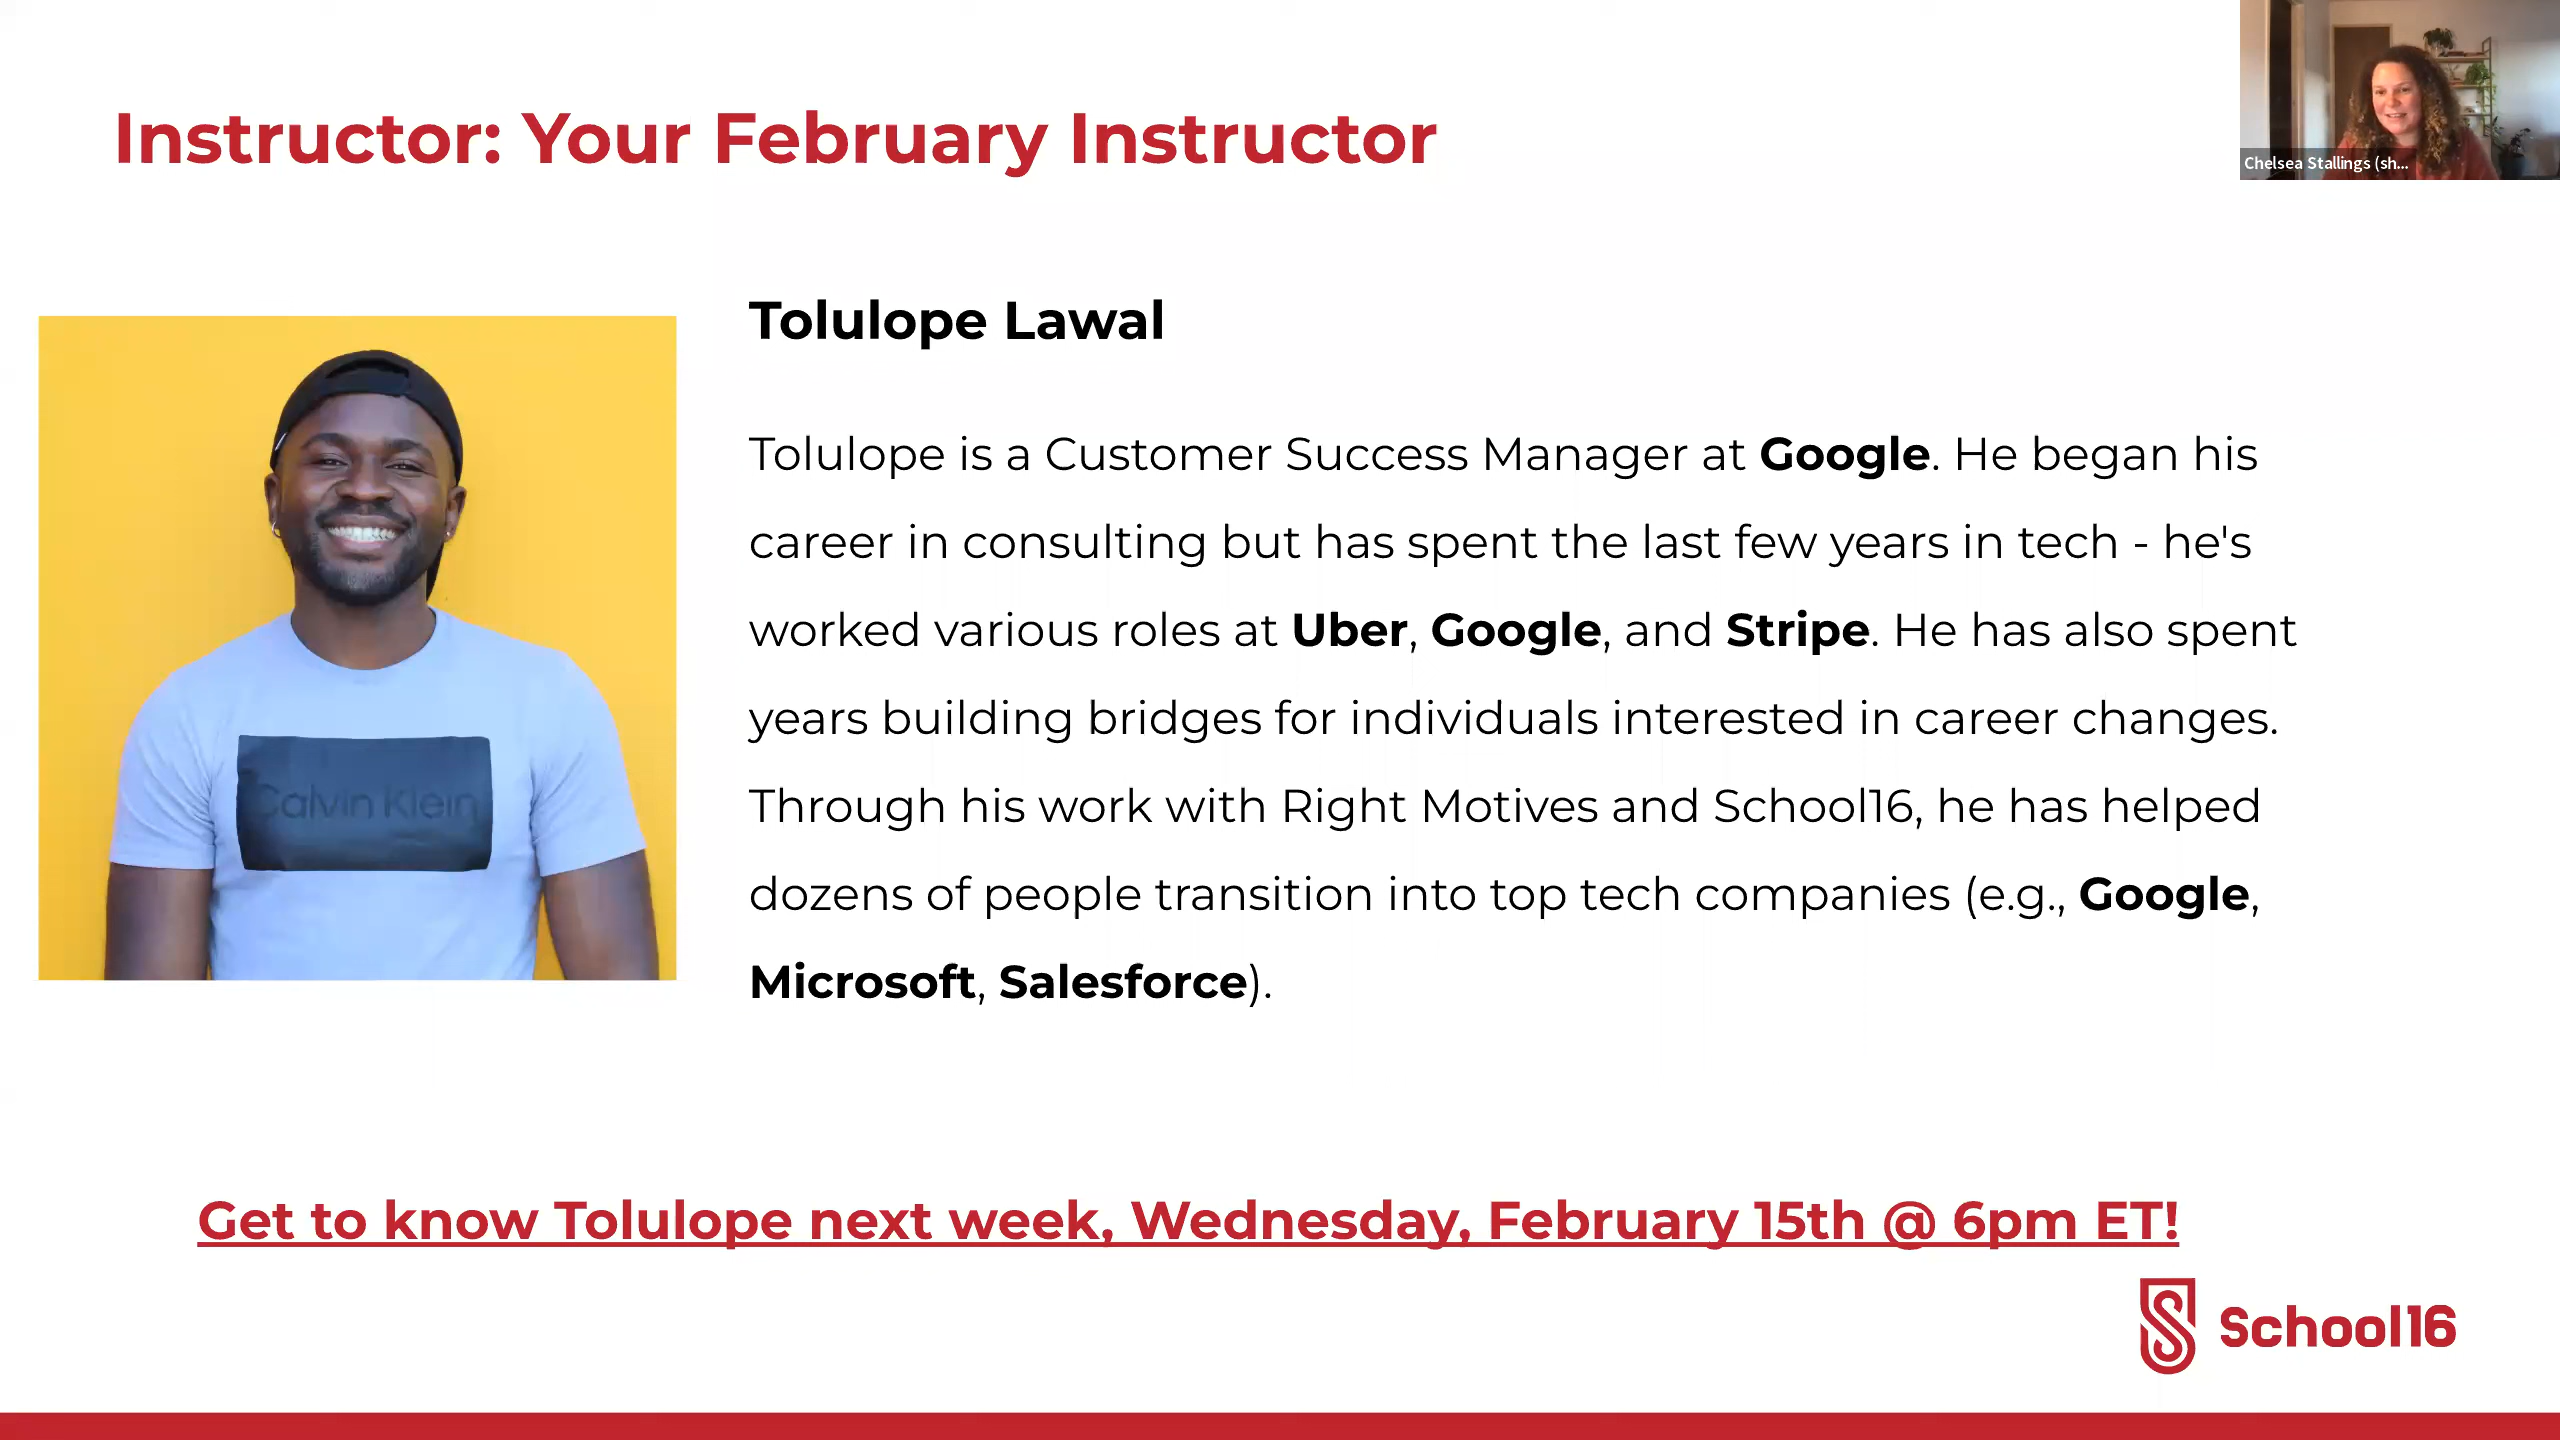 Instructor: Your February Instructor
Chelsea Stallings (sh...
Tolulope Lawal
Tolulope is a Customer Success Manager at Google. He began his
career in consulting but has spent the last few years in tech - he's
worked various roles at Uber, Google, and Stripe. He has also spent
years building bridges for individuals interested in career changes.
Through his work with Right Motives and School16, he has helped
dozens of people transition into top tech companies (e.g., Google,
Microsoft, Salesforce).
Calvin Klein
Get to know Tolulope next week, Wednesday, February 15th @ 6pm ET!
School16